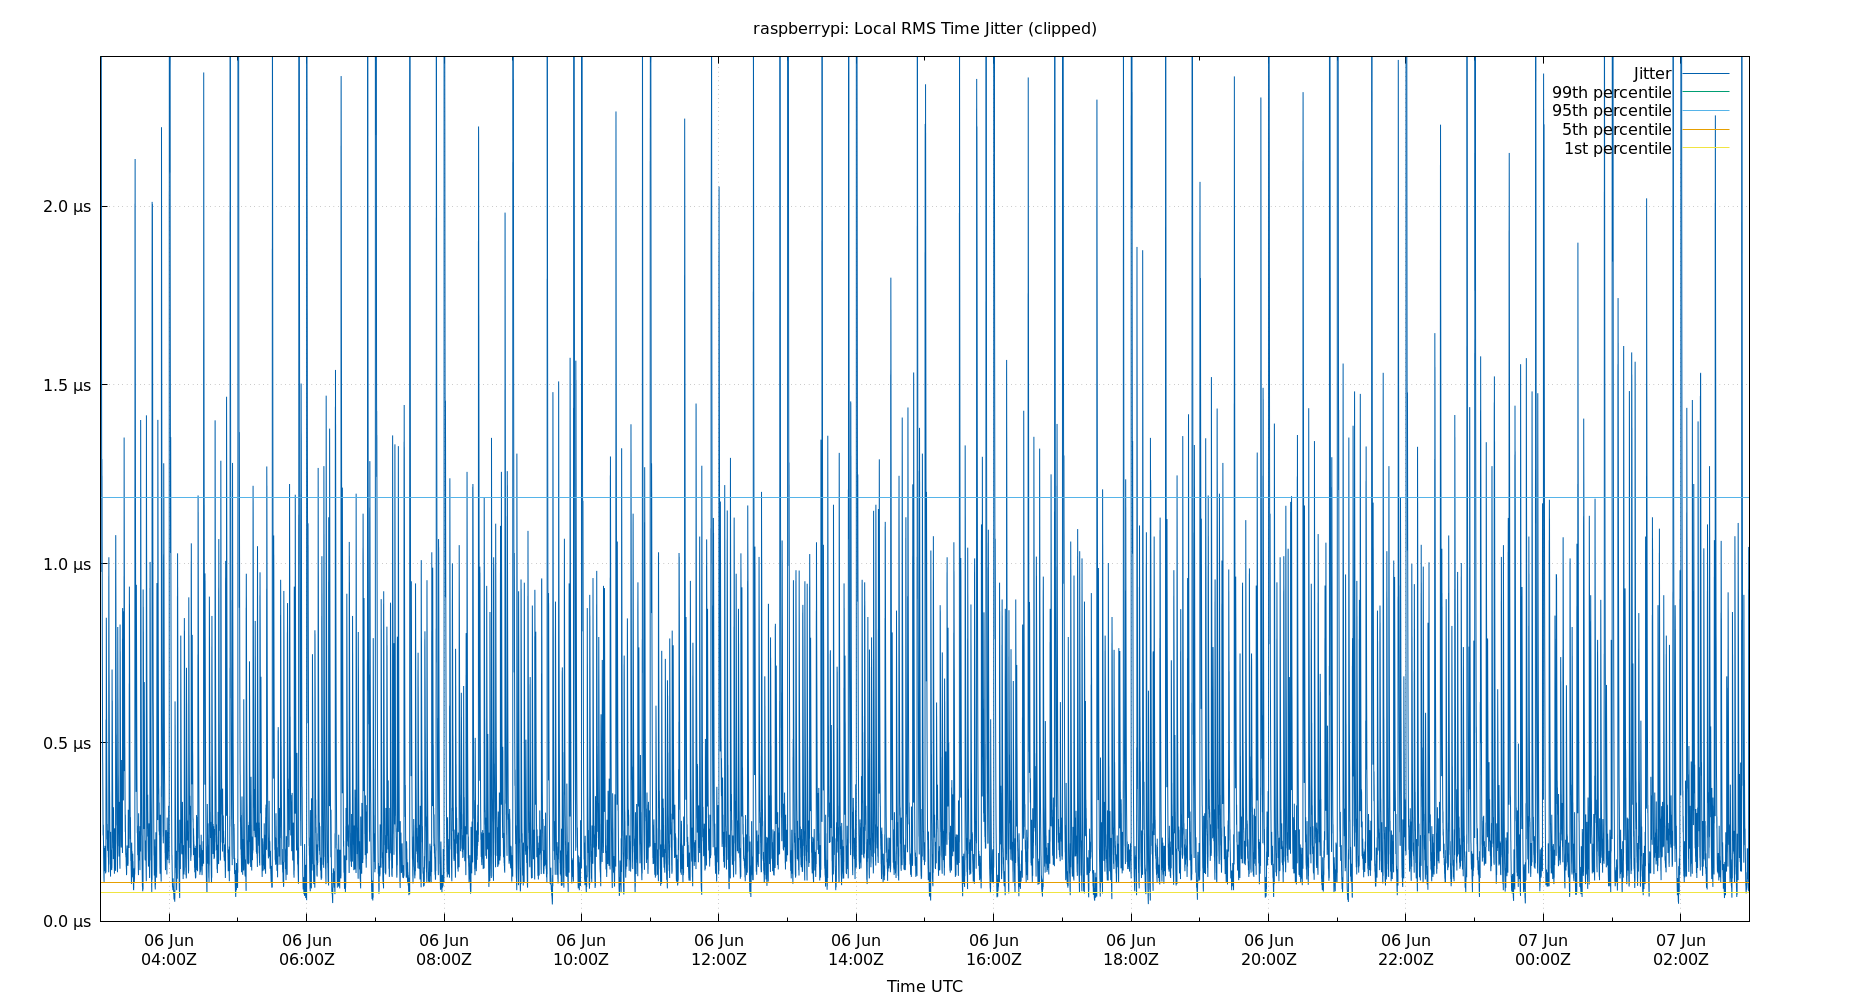 raspberrypi: Local RMS Time Jitter (clipped)
Jitter
99th percentile
95th percentile
5th percentile
1st percentile
2.0 µs
1.5 µs
1.0 µs
0.5 µs
0.0 µs
06 Jun 06 Jun 06 Jun 06 Jun 06 Jun 06 Jun 06 Jun 06 Jun 06 Jun 06 Jun 07 Jun 07 Jun
04:00Z 06:00Z 08:00Z 10:00Z 12:00Z 14:00Z 16:00Z 18:00Z 20:00Z 22:00Z 00:00Z 02:00Z
Time UTC